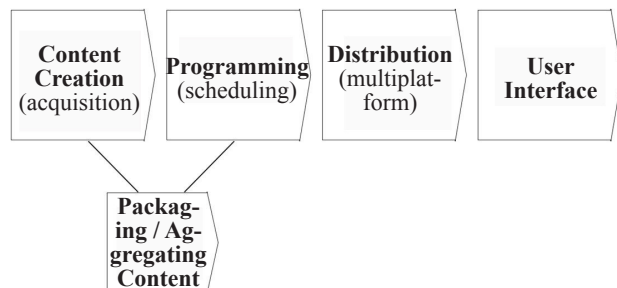 Content
Creation
(acquisition)
Programming
(scheduling)
Distribution
(multiplat-
form)
User
Interface
Packag-
ing / Ag-
gregating
Content